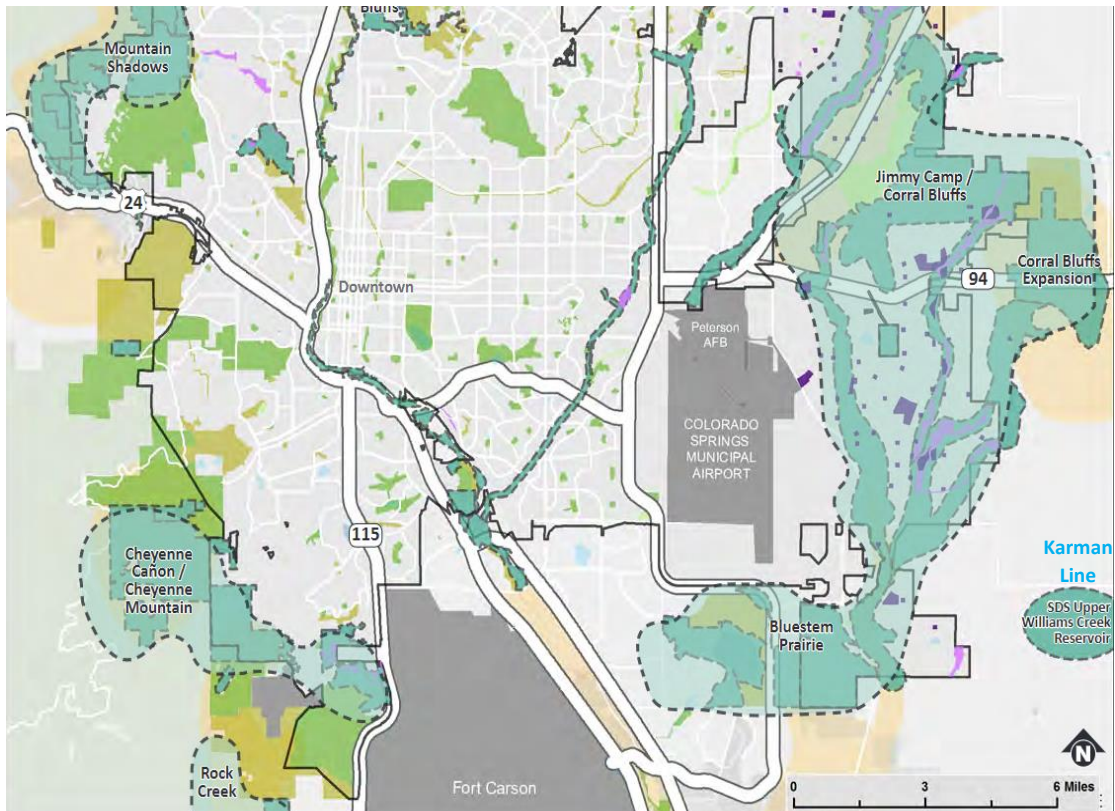 Bluffs
Mountain
Shadows
24
Downtown
Jimmy Camp /
Corral Bluffs
Corral Bluffs
Expansion
94
Peterson
AFB
COLORADO
SPRINGS
MUNICIPAL
AIRPORT
115
Cheyenne
Cañon /
Cheyenne
Mountain
Karman
Line
SDS Upper
Williams Creek
Reservoir
Bluestem
Prairie
Rock
Creek
Fort Carson
N
0 3 6 Miles